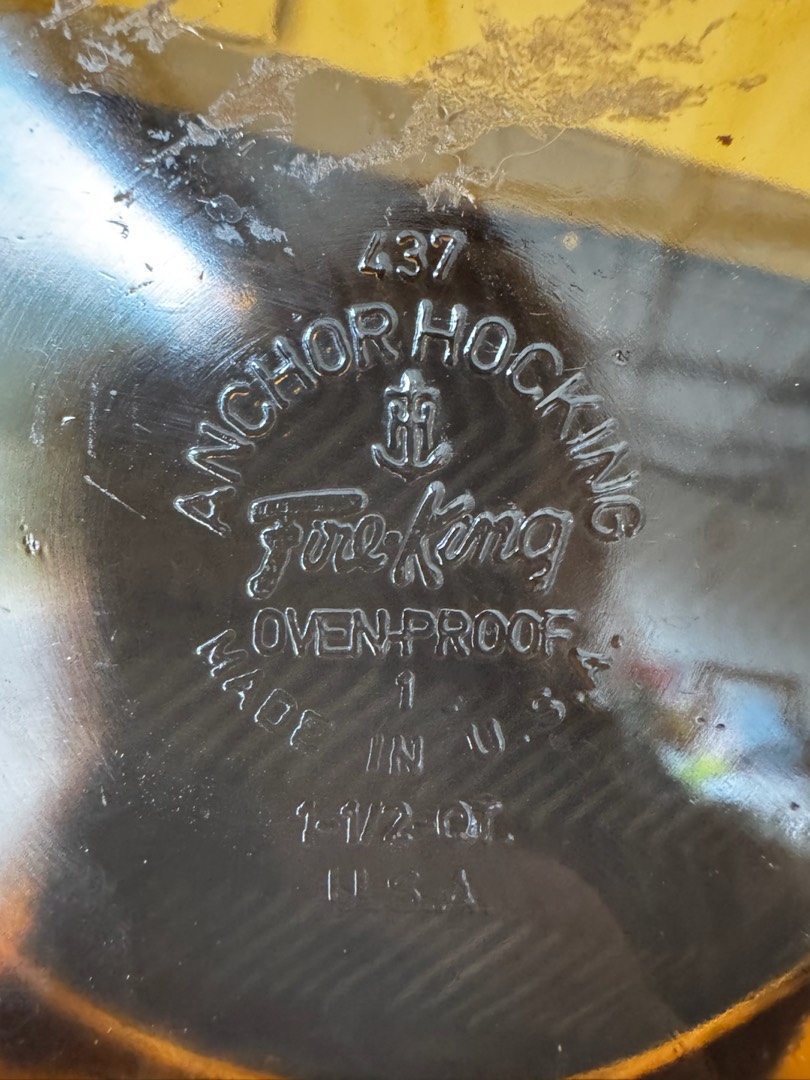 437
ANCHOR HOCKING
Fire-King
OVEN-PROOF
1
MADE IN U.S.A.
1-1/2-QT.
U.S.A